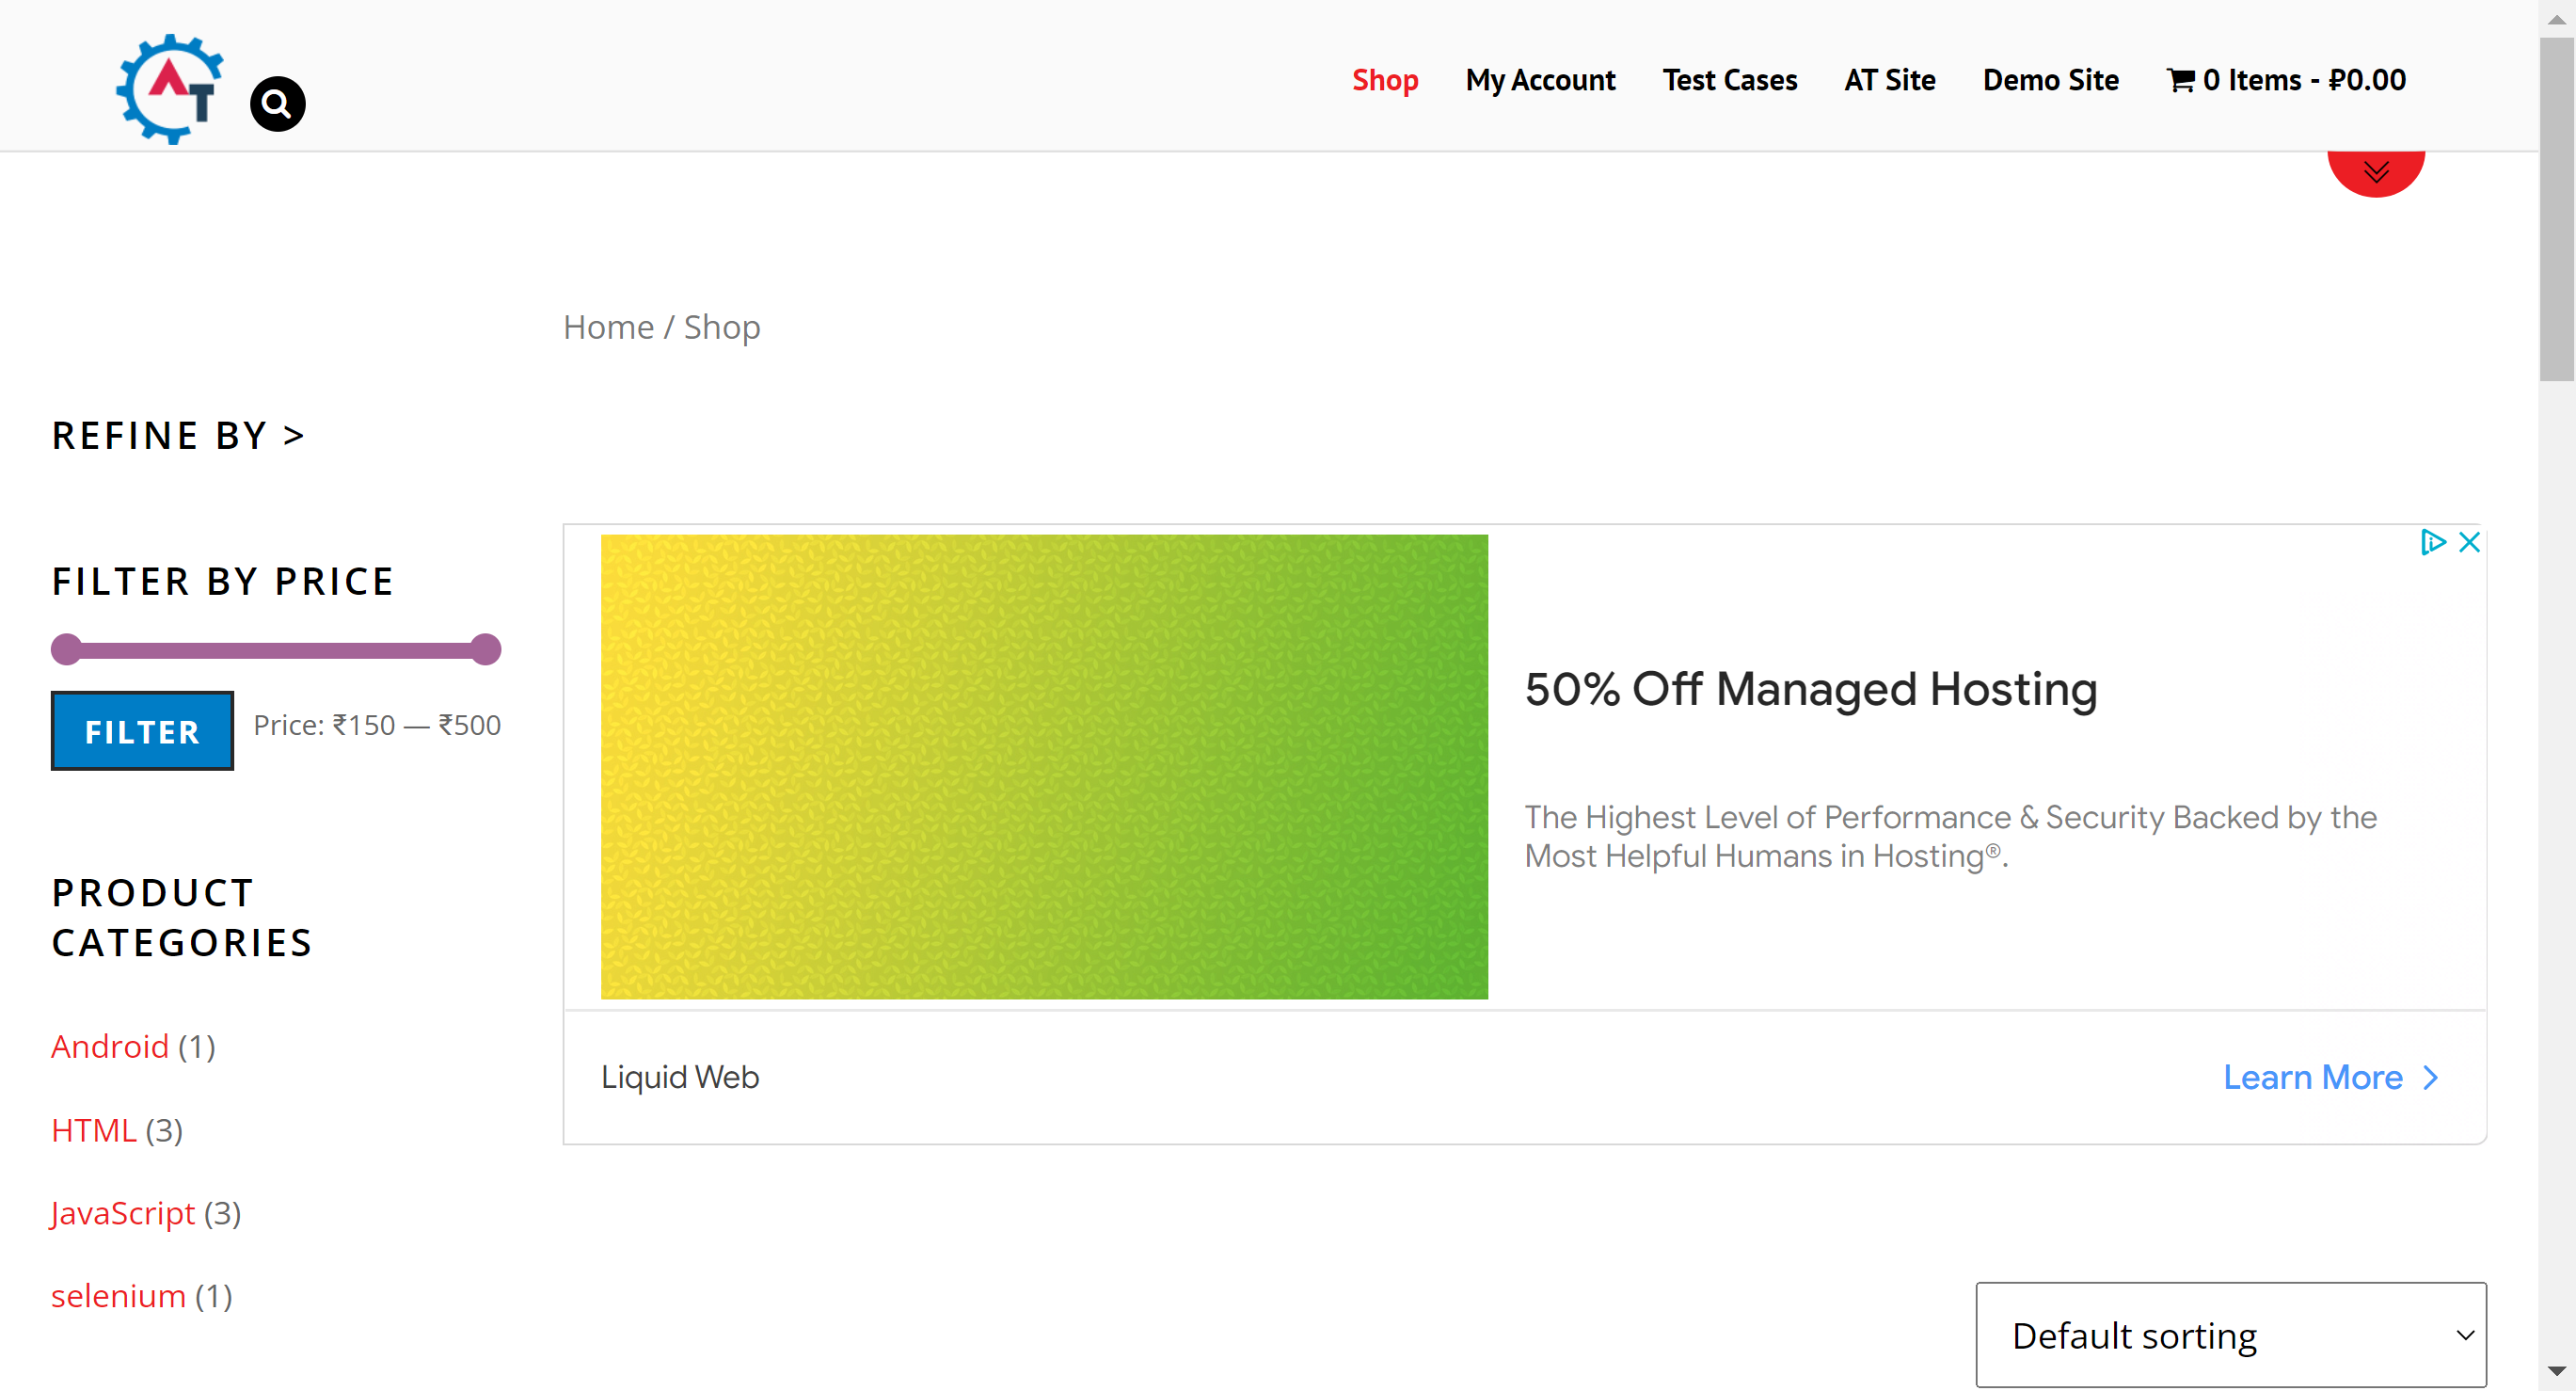 AT
Shop My Account Test Cases AT Site Demo Site 0 Items - ₽0.00
Home / Shop
REFINE BY >
FILTER BY PRICE
FILTER Price: ₹150 — ₹500
PRODUCT
CATEGORIES
Android (1)
HTML (3)
JavaScript (3)
selenium (1)
50% Off Managed Hosting
The Highest Level of Performance & Security Backed by the
Most Helpful Humans in Hosting®.
Liquid Web
Learn More
Default sorting